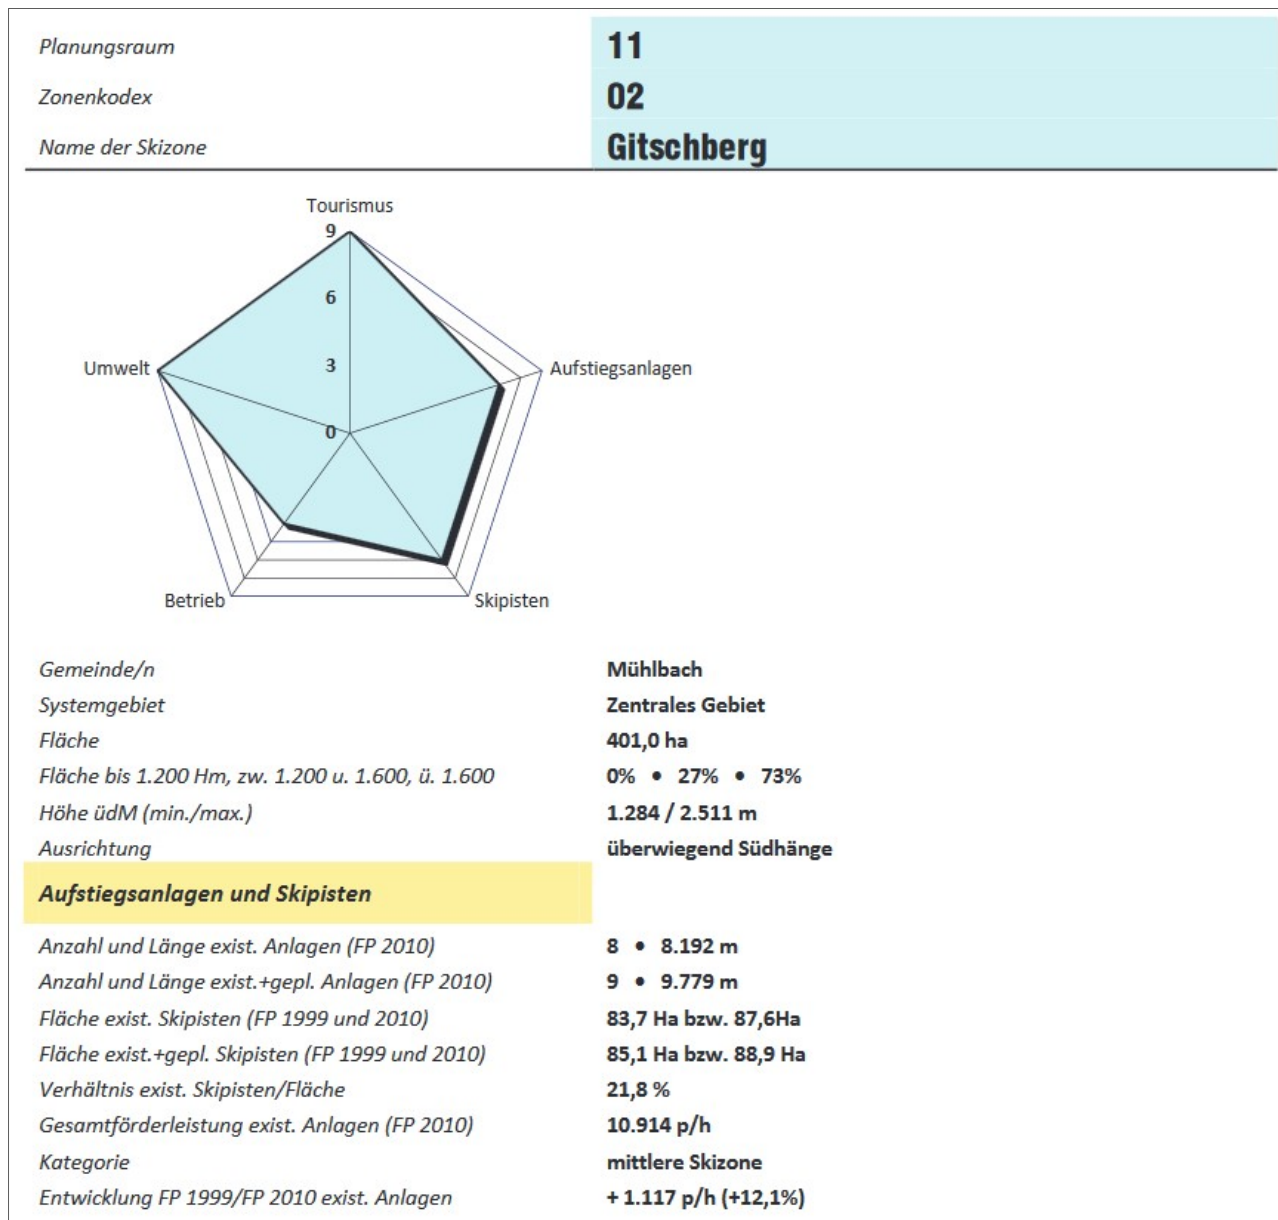 Planungsraum 11
Zonenkodex 02
Name der Skizone Gitschberg
Tourismus
9
6
3
0
Umwelt
Aufstiegsanlagen
Betrieb
Skipisten
Gemeinde/n Mühlbach
Systemgebiet Zentrales Gebiet
Fläche 401,0 ha
Fläche bis 1.200 Hm, zw. 1.200 u. 1.600, ü. 1.600 0% • 27% • 73%
Höhe üdM (min./max.) 1.284 / 2.511 m
Ausrichtung überwiegend Südhänge
Aufstiegsanlagen und Skipisten
Anzahl und Länge exist. Anlagen (FP 2010) 8 • 8.192 m
Anzahl und Länge exist.+gepl. Anlagen (FP 2010) 9 • 9.779 m
Fläche exist. Skipisten (FP 1999 und 2010) 83,7 Ha bzw. 87,6Ha
Fläche exist.+gepl. Skipisten (FP 1999 und 2010) 85,1 Ha bzw. 88,9 Ha
Verhältnis exist. Skipisten/Fläche 21,8 %
Gesamtförderleistung exist. Anlagen (FP 2010) 10.914 p/h
Kategorie mittlere Skizone
Entwicklung FP 1999/FP 2010 exist. Anlagen + 1.117 p/h (+12,1%)